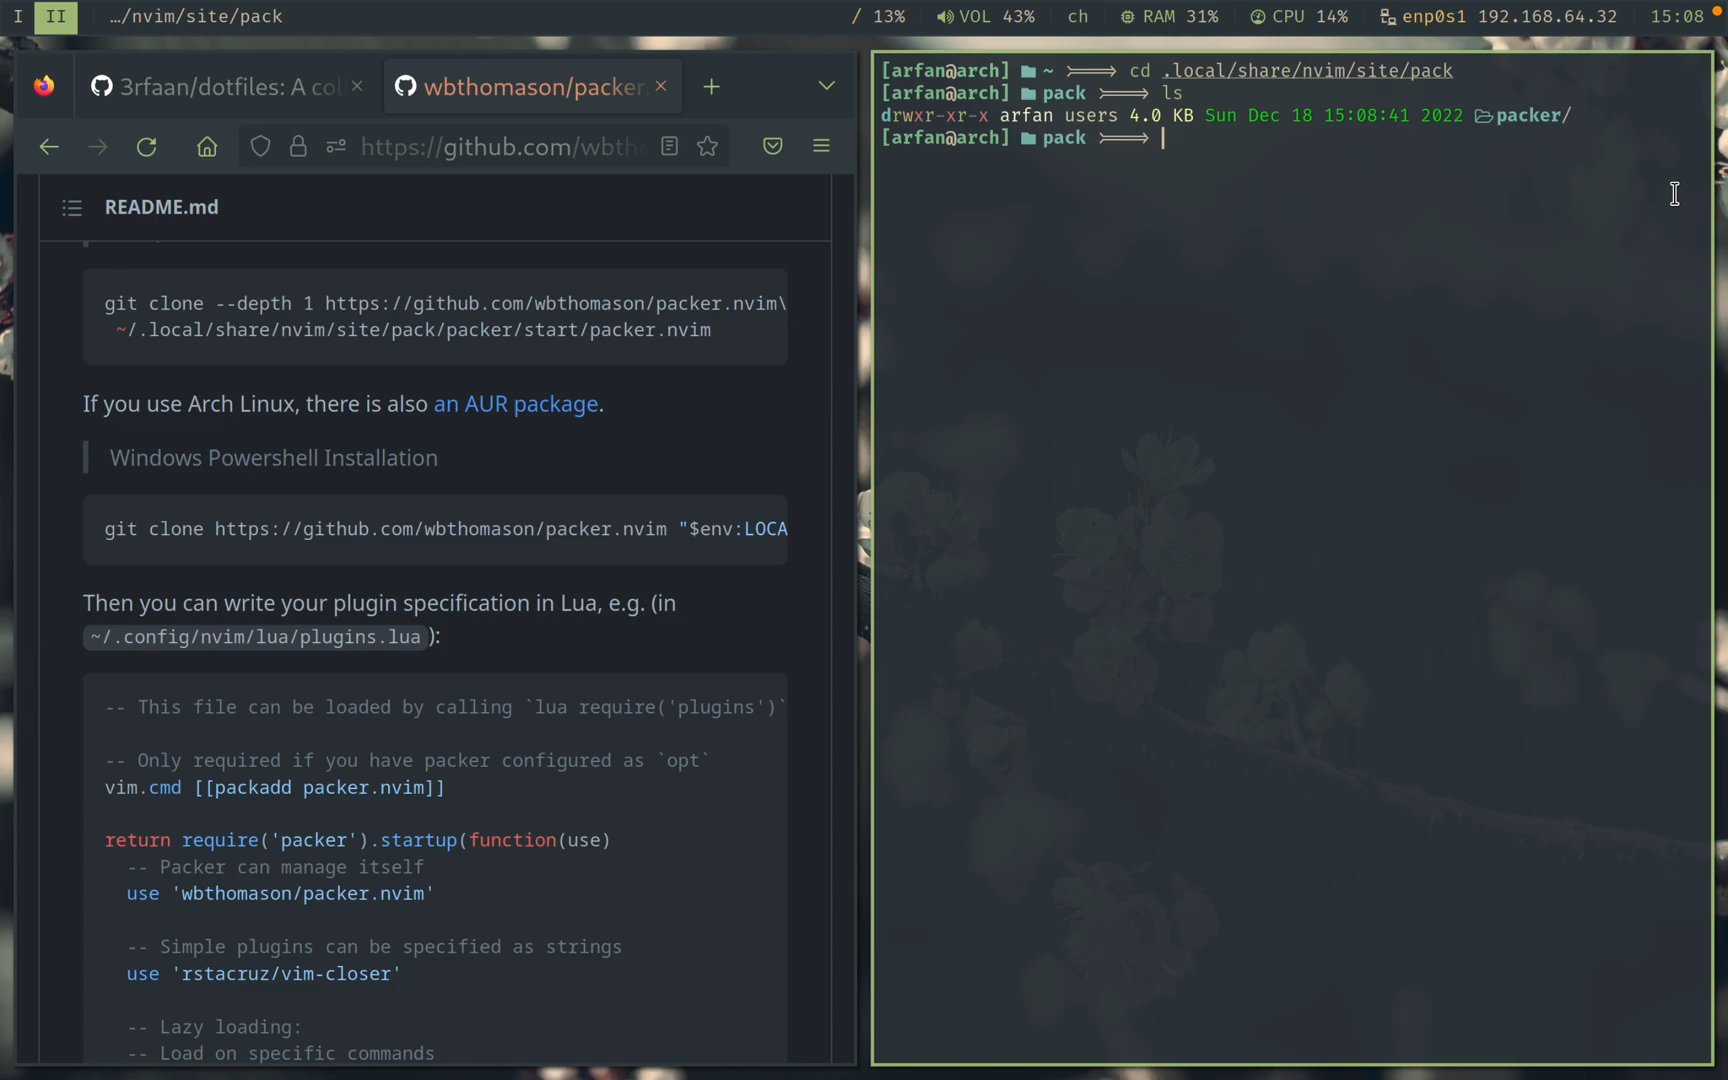 I II …/nvim/site/pack / 13% VOL 43% ch RAM 31% CPU 14% enp0s1 192.168.64.32 15:08
3rfaan/dotfiles: A col
wbthomason/packer.
https://github.com/wbth
README.md
git clone --depth 1 https://github.com/wbthomason/packer.nvim\
~/.local/share/nvim/site/pack/packer/start/packer.nvim
If you use Arch Linux, there is also an AUR package.
Windows Powershell Installation
git clone https://github.com/wbthomason/packer.nvim "$env:LOCA
Then you can write your plugin specification in Lua, e.g. (in
~/.config/nvim/lua/plugins.lua ):
-- This file can be loaded by calling `lua require('plugins')`
-- Only required if you have packer configured as `opt`
vim.cmd [[packadd packer.nvim]]
return require('packer').startup(function(use)
-- Packer can manage itself
use 'wbthomason/packer.nvim'
-- Simple plugins can be specified as strings
use 'rstacruz/vim-closer'
-- Lazy loading:
-- Load on specific commands
[arfan@arch] ~ ⟹ cd .local/share/nvim/site/pack
[arfan@arch] pack ⟹ ls
drwxr-xr-x arfan users 4.0 KB Sun Dec 18 15:08:41 2022 packer/
[arfan@arch] pack ⟹